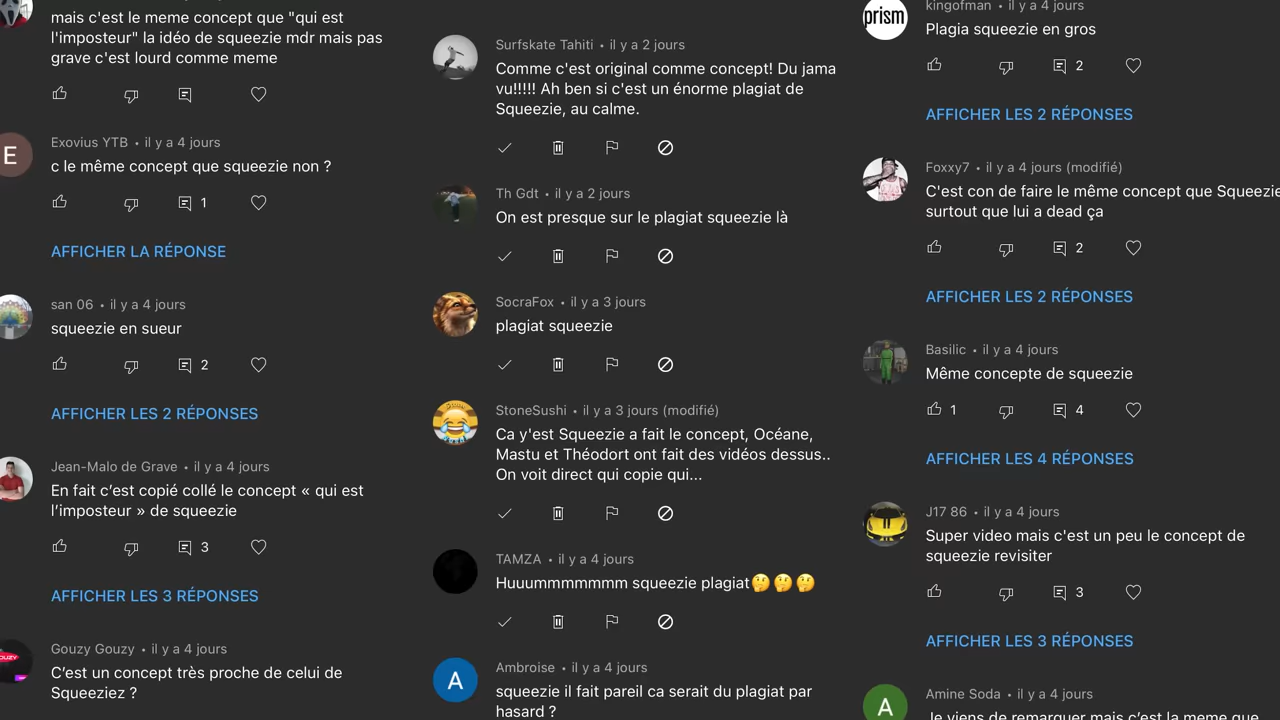 mais c'est le meme concept que "qui est
l'imposteur" la idéo de squeezie mdr mais pas
grave c'est lourd comme meme
E
Exovius YTB • il y a 4 jours
c le même concept que squeezie non ?
1
AFFICHER LA RÉPONSE
san 06 • il y a 4 jours
squeezie en sueur
2
AFFICHER LES 2 RÉPONSES
Jean-Malo de Grave • il y a 4 jours
En fait c’est copié collé le concept « qui est
l’imposteur » de squeezie
3
AFFICHER LES 3 RÉPONSES
Gouzy Gouzy • il y a 4 jours
C’est un concept très proche de celui de
Squeeziez ?
Surfskate Tahiti • il y a 2 jours
Comme c'est original comme concept! Du jama
vu!!!!! Ah ben si c'est un énorme plagiat de
Squeezie, au calme.
Th Gdt • il y a 2 jours
On est presque sur le plagiat squeezie là
SocraFox • il y a 3 jours
plagiat squeezie
StoneSushi • il y a 3 jours (modifié)
Ca y'est Squeezie a fait le concept, Océane,
Mastu et Théodort ont fait des vidéos dessus..
On voit direct qui copie qui...
TAMZA • il y a 4 jours
Huuummmmmmm squeezie plagiat🤔🤔🤔
A
Ambroise • il y a 4 jours
squeezie il fait pareil ca serait du plagiat par
hasard ?
prism
kingofman • il y a 4 jours
Plagia squeezie en gros
2
AFFICHER LES 2 RÉPONSES
Foxxy7 • il y a 4 jours (modifié)
C'est con de faire le même concept que Squeezie
surtout que lui a dead ça
2
AFFICHER LES 2 RÉPONSES
Basilic • il y a 4 jours
Même concepte de squeezie
1 4
AFFICHER LES 4 RÉPONSES
J17 86 • il y a 4 jours
Super video mais c'est un peu le concept de
squeezie revisiter
3
AFFICHER LES 3 RÉPONSES
A
Amine Soda • il y a 4 jours
Je viens de remarquer mais c’est la meme que